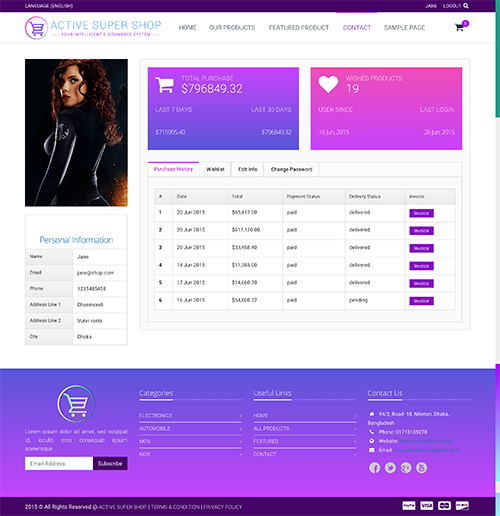 LANGUAGE (ENGLISH)
JANE LOGOUT
ACTIVE SUPER SHOP
YOUR INTELLIGENT E-COMMERCE SYSTEM
HOME OUR PRODUCTS FEATURED PRODUCT CONTACT SAMPLE PAGE
0
TOTAL PURCHASE
$796849.32
LAST 7 DAYS LAST 30 DAYS
$715995.40 $796849.32
WISHED PRODUCTS
19
USER SINCE LAST LOGIN
16 Jun, 2015 26 Jun, 2015
Personal Information
Name Jane
Email jane@shop.com
Phone 1235485458
Address Line 1 Dhanmondi
Address Line 2
City Dhaka
Purchase History Wishlist Edit Info Change Password
# Date Total Payment Status Delivery Status Invoice
1 20 Jun 2015 $65,417.00 paid delivered Invoice
2 20 Jun 2015 $617,120.00 paid delivered Invoice
3 20 Jun 2015 $33,458.40 paid delivered Invoice
4 18 Jun 2015 $11,385.00 paid delivered Invoice
5 17 Jun 2015 $14,660.70 paid delivered Invoice
6 16 Jun 2015 $54,808.22 paid pending Invoice
Lorem ipsum dolor sit amet, sed volutpat
id, iaculis eros consequat. ipsum
scelerisque
Email Address Subscribe
Categories
ELECTRONICS
AUTOMOBILE
MEN
KIDS
Useful Links
HOME
ALL PRODUCTS
FEATURED
CONTACT
Contact Us
94/2, Road- 10, Nikoton, Dhaka,
Bangladesh
Phone: 01715109278
Website:
Email:
2015 © All Rights Reserved @ ACTIVE SUPER SHOP | TERMS & CONDITION | PRIVACY POLICY
PayPal VISA